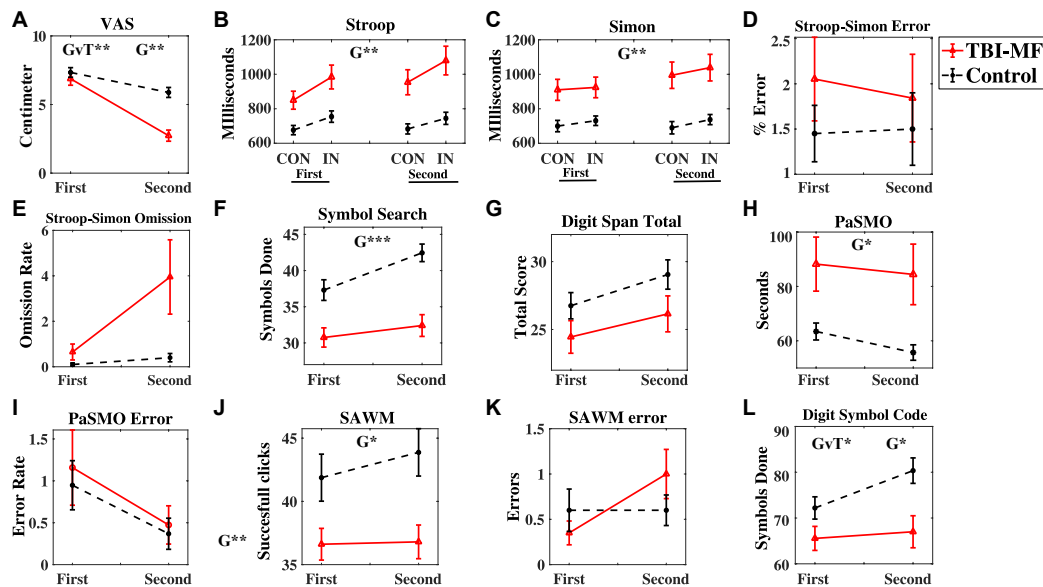 A VAS
10
5
0
Centimeter
GvT** G**
First Second
B Stroop
1200
1000
800
600
MIlliseconds
G**
CON IN CON IN
First Second
C Simon
1200
1000
800
600
MIlliseconds
G**
CON IN CON IN
First Second
D Stroop-Simon Error
2.5
2
1.5
1
% Error
First Second
TBI-MF
Control
E Stroop-Simon Omission
6
4
2
0
Omission Rate
First Second
F Symbol Search
45
40
35
30
Symbols Done
G***
First Second
G Digit Span Total
33
29
25
Total Score
First Second
H PaSMO
100
80
60
Seconds
G*
First Second
I PaSMO Error
1.5
1
0.5
0
Error Rate
First Second
J SAWM
45
40
35
Succesfull clicks
G*
G**
First Second
K SAWM error
1.5
1
0.5
0
Errors
First Second
L Digit Symbol Code
90
80
70
60
Symbols Done
GvT* G*
First Second